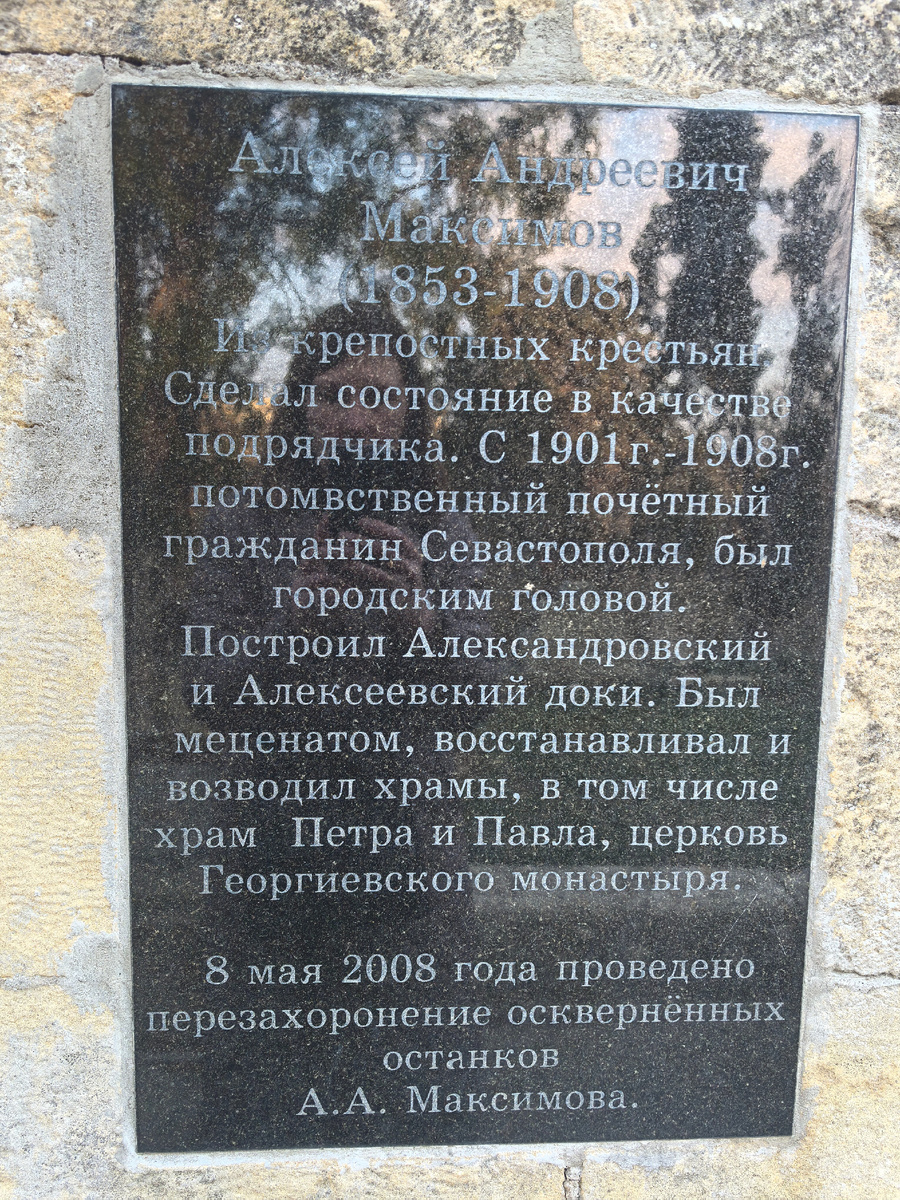 Алексей Андреевич
Максимов
(1853-1908)
Из крепостных крестьян.
Сделал состояние в качестве
подрядчика. С 1901г.-1908г.
потомвственный почётный
гражданин Севастополя, был
городским головой.
Построил Александровский
и Алексеевский доки. Был
меценатом, восстанавливал и
возводил храмы, в том числе
храм Петра и Павла, церковь
Георгиевского монастыря.
8 мая 2008 года проведено
перезахоронение осквернённых
останков
А.А. Максимова.